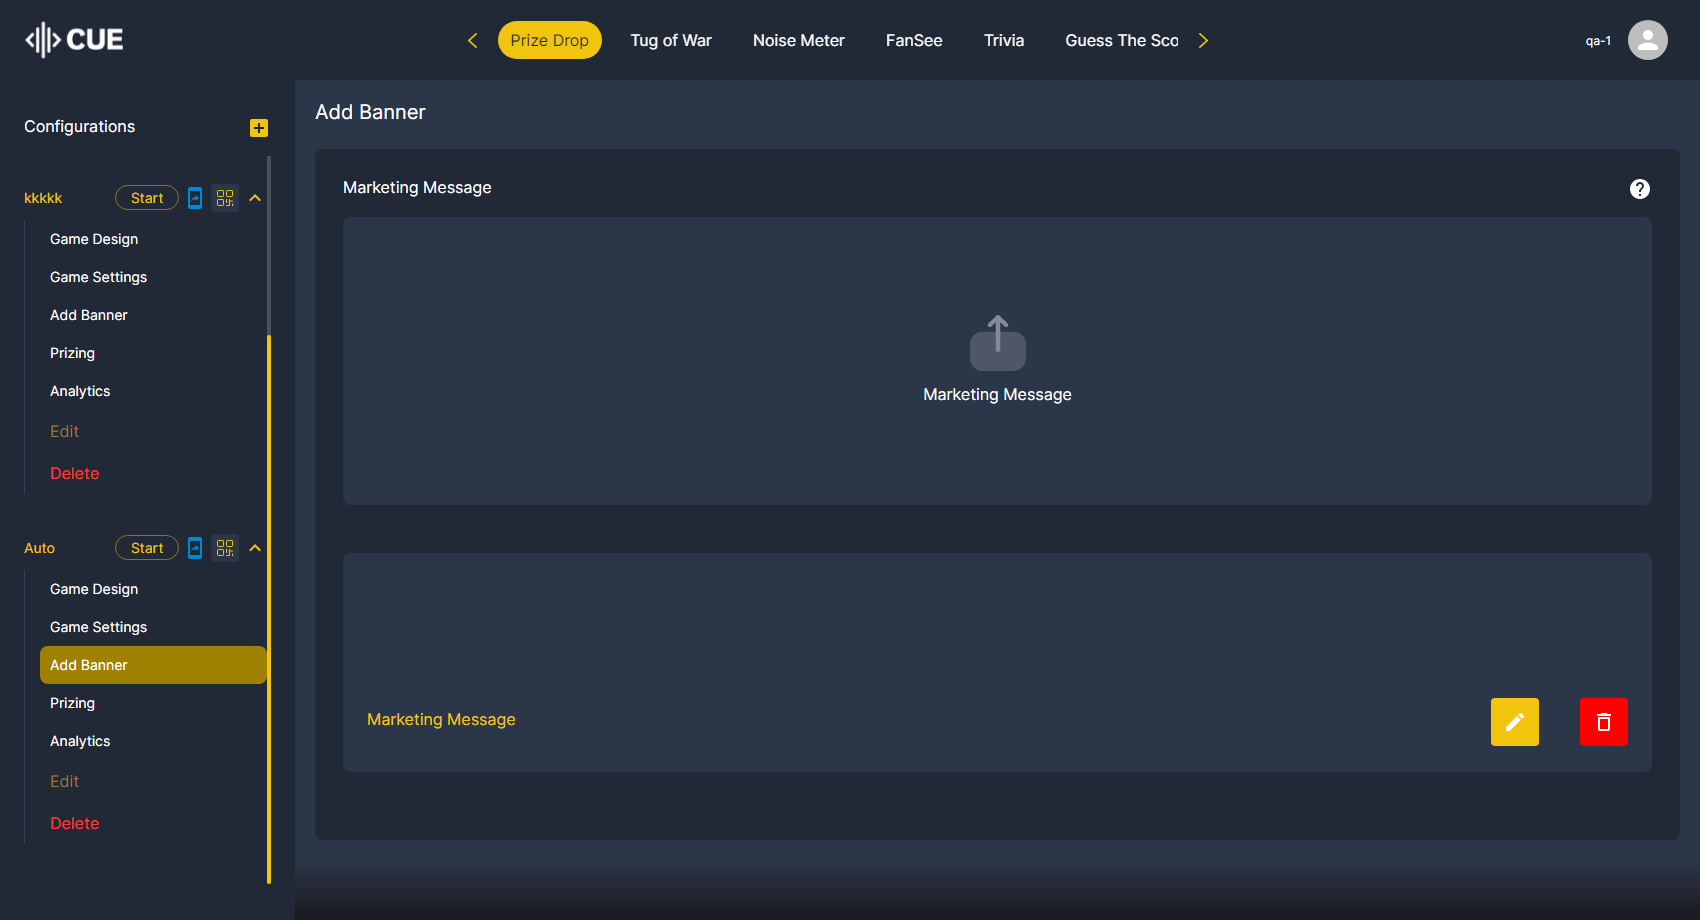 CUE
Prize Drop
Tug of War
Noise Meter
FanSee
Trivia
Guess The Sco
qa-1
Configurations
kkkkk
Start
Game Design
Game Settings
Add Banner
Prizing
Analytics
Edit
Delete
Auto
Start
Game Design
Game Settings
Add Banner
Prizing
Analytics
Edit
Delete
Add Banner
Marketing Message
?
Marketing Message
Marketing Message